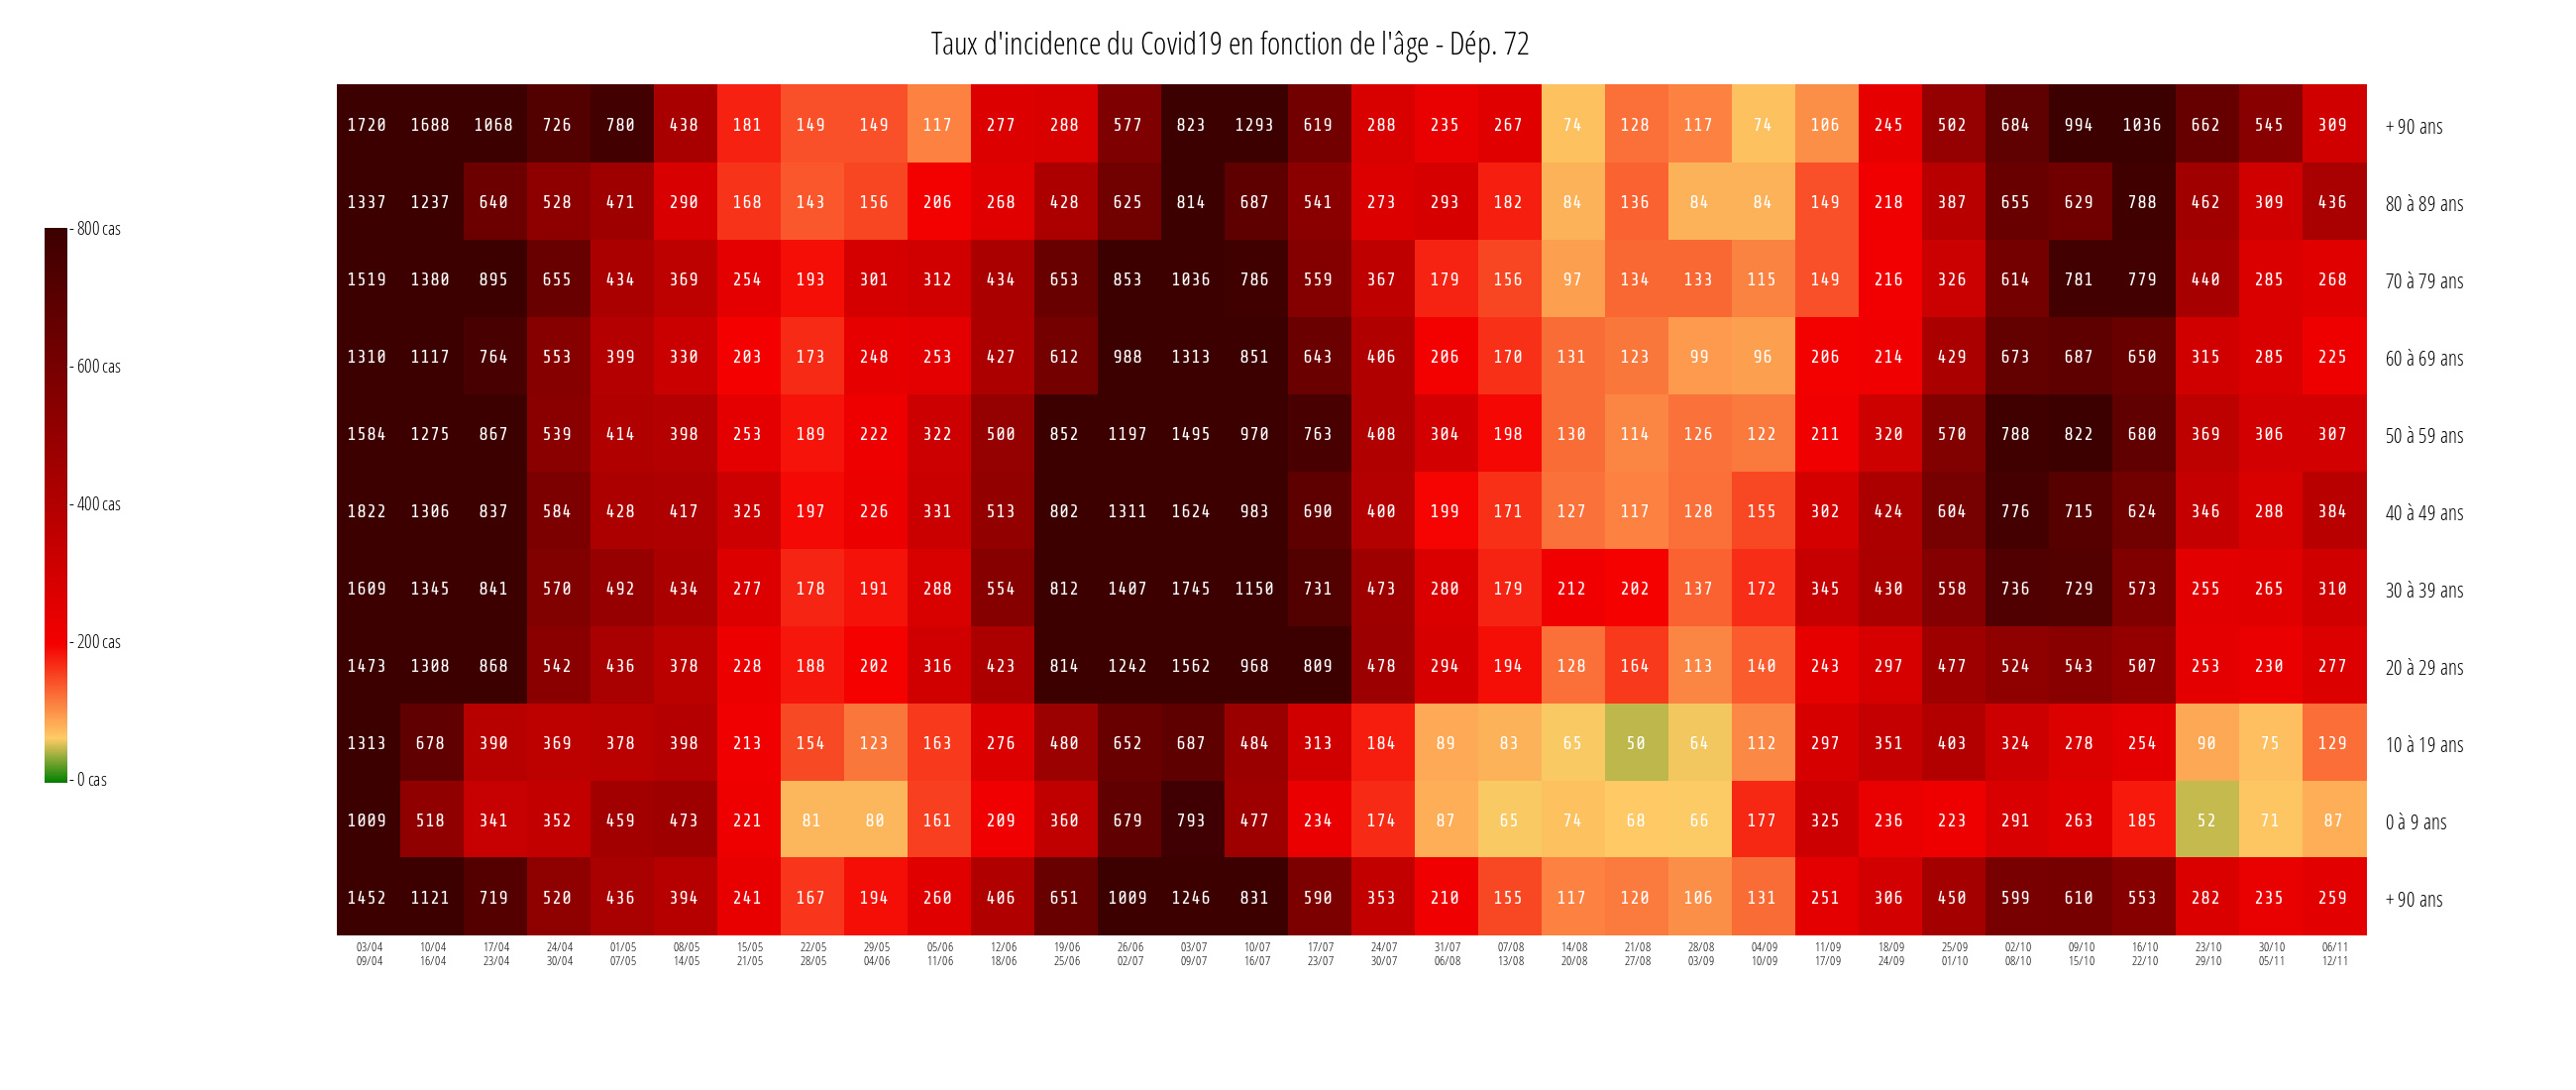 Taux d'incidence du Covid19 en fonction de l'âge - Dép. 72
1720 1688 1068 726 780 438 181 149 149 117 277 288 577 823 1293 619 288 235 267 74 128 117 74 106 245 502 684 994 1036 662 545 309 + 90 ans
1337 1237 640 528 471 290 168 143 156 206 268 428 625 814 687 541 273 293 182 84 136 84 84 149 218 387 655 629 788 462 309 436 80 à 89 ans
- 800 cas
1519 1380 895 655 434 369 254 193 301 312 434 653 853 1036 786 559 367 179 156 97 134 133 115 149 216 326 614 781 779 440 285 268 70 à 79 ans
1310 1117 764 553 399 330 203 173 248 253 427 612 988 1313 851 643 406 206 170 131 123 99 96 206 214 429 673 687 650 315 285 225 60 à 69 ans
- 600 cas
1584 1275 867 539 414 398 253 189 222 322 500 852 1197 1495 970 763 408 304 198 130 114 126 122 211 320 570 788 822 680 369 306 307 50 à 59 ans
- 400 cas
1822 1306 837 584 428 417 325 197 226 331 513 802 1311 1624 983 690 400 199 171 127 117 128 155 302 424 604 776 715 624 346 288 384 40 à 49 ans
1609 1345 841 570 492 434 277 178 191 288 554 812 1407 1745 1150 731 473 280 179 212 202 137 172 345 430 558 736 729 573 255 265 310 30 à 39 ans
- 200 cas
1473 1308 868 542 436 378 228 188 202 316 423 814 1242 1562 968 809 478 294 194 128 164 113 140 243 297 477 524 543 507 253 230 277 20 à 29 ans
1313 678 390 369 378 398 213 154 123 163 276 480 652 687 484 313 184 89 83 65 50 64 112 297 351 403 324 278 254 90 75 129 10 à 19 ans
- 0 cas
1009 518 341 352 459 473 221 81 80 161 209 360 679 793 477 234 174 87 65 74 68 66 177 325 236 223 291 263 185 52 71 87 0 à 9 ans
1452 1121 719 520 436 394 241 167 194 260 406 651 1009 1246 831 590 353 210 155 117 120 106 131 251 306 450 599 610 553 282 235 259 + 90 ans
03/04 10/04 17/04 24/04 01/05 08/05 15/05 22/05 29/05 05/06 12/06 19/06 26/06 03/07 10/07 17/07 24/07 31/07 07/08 14/08 21/08 28/08 04/09 11/09 18/09 25/09 02/10 09/10 16/10 23/10 30/10 06/11
09/04 16/04 23/04 30/04 07/05 14/05 21/05 28/05 04/06 11/06 18/06 25/06 02/07 09/07 16/07 23/07 30/07 06/08 13/08 20/08 27/08 03/09 10/09 17/09 24/09 01/10 08/10 15/10 22/10 29/10 05/11 12/11